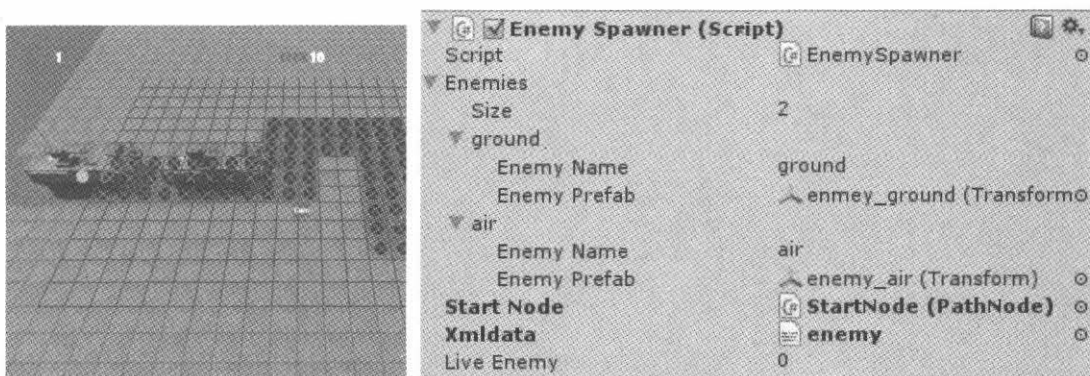 1
10
Enemy Spawner (Script)
Script EnemySpawner
Enemies
Size 2
ground
Enemy Name ground
Enemy Prefab enmey_ground (Transform
air
Enemy Name air
Enemy Prefab enemy_air (Transform)
Start Node StartNode (PathNode)
Xmldata enemy
Live Enemy 0